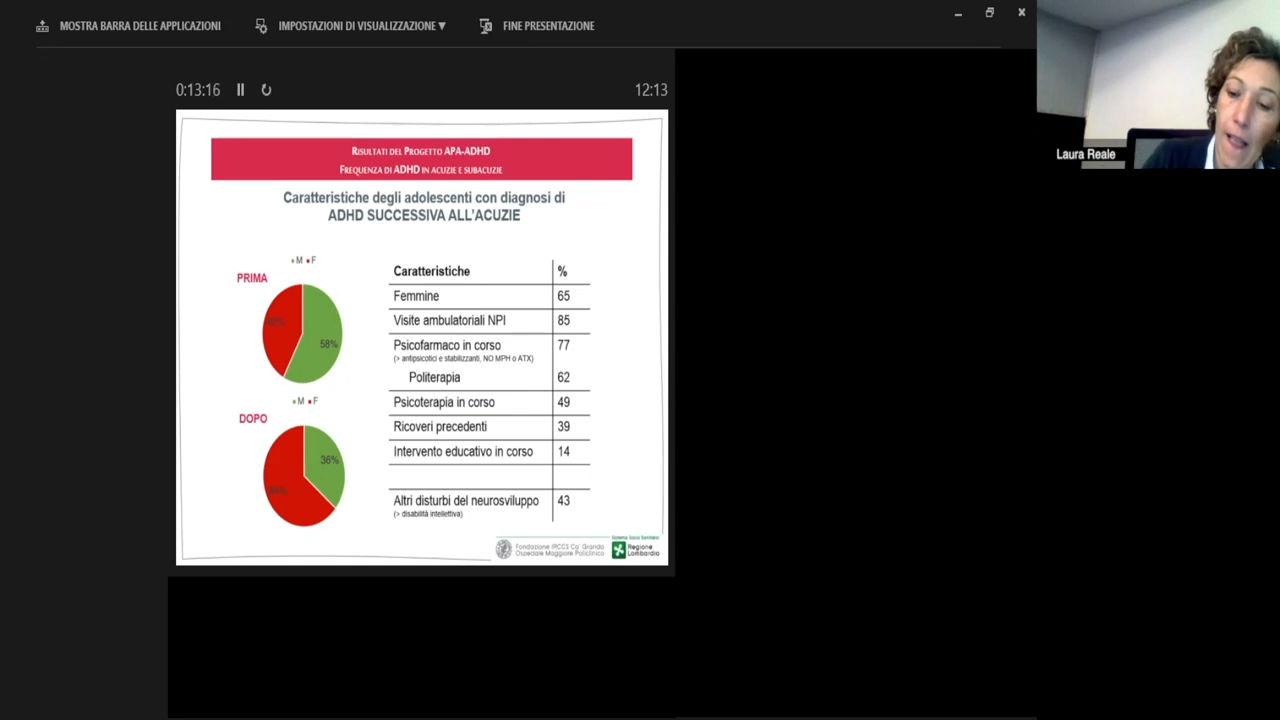 MOSTRA BARRA DELLE APPLICAZIONI
IMPOSTAZIONI DI VISUALIZZAZIONE ▼
FINE PRESENTAZIONE
0:13:16
12:13
Laura Reale
RISULTATI DEL PROGETTO APA-ADHD
FREQUENZA DI ADHD IN ACUZIE E SUBACUZIE
Caratteristiche degli adolescenti con diagnosi di
ADHD SUCCESSIVA ALL'ACUZIE
M F
PRIMA
58%
M F
DOPO
36%
Caratteristiche %
Femmine 65
Visite ambulatoriali NPI 85
Psicofarmaco in corso 77
(> antipsicotici e stabilizzanti, NO MPH o ATX)
Politerapia 62
Psicoterapia in corso 49
Ricoveri precedenti 39
Intervento educativo in corso 14
Altri disturbi del neurosviluppo 43
(> disabilità intellettiva)
Fondazione IRCCS Ca' Granda
Ospedale Maggiore Policlinico
Sistema Socio Sanitario
Regione
Lombardia